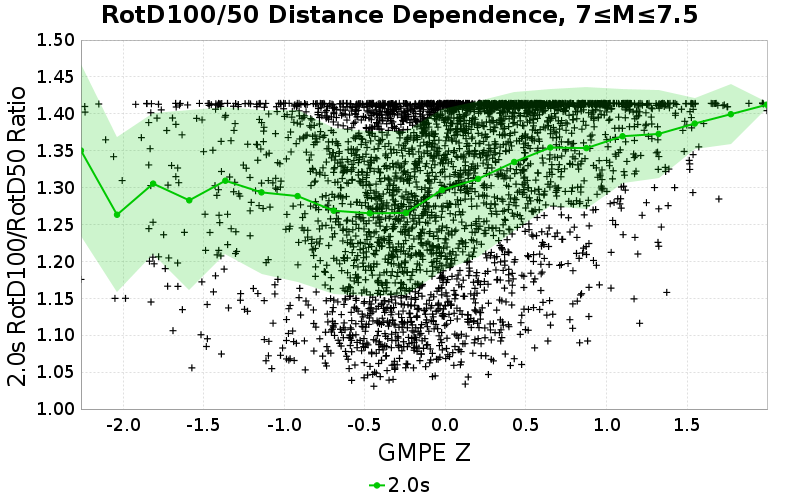 RotD100/50 Distance Dependence, 7≤M≤7.5
2.0s RotD100/RotD50 Ratio
1.50
1.45
1.40
1.35
1.30
1.25
1.20
1.15
1.10
1.05
1.00
-2.0 -1.5 -1.0 -0.5 0.0 0.5 1.0 1.5
GMPE Z
2.0s